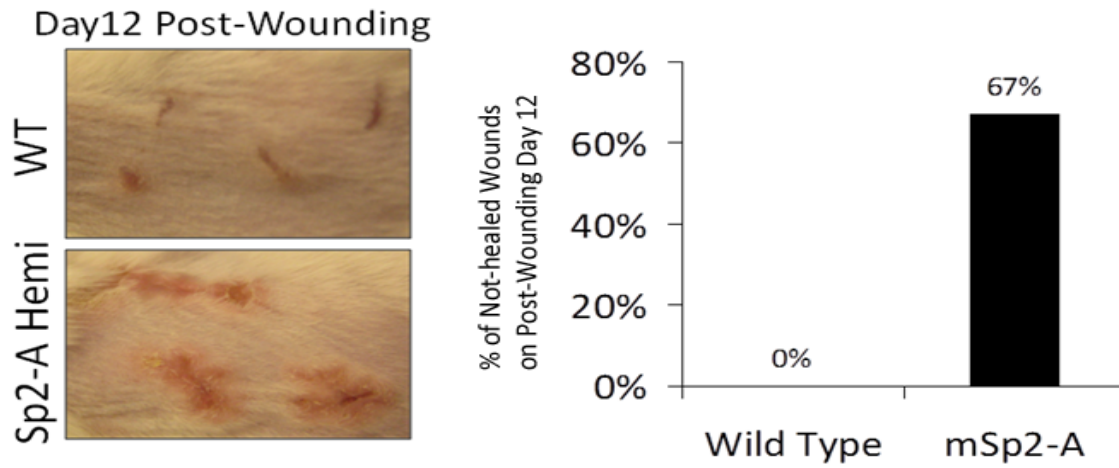 Day12 Post-Wounding
WT
Sp2-A Hemi
% of Not-healed Wounds
on Post-Wounding Day 12
80%
60%
40%
20%
0%
0%
67%
Wild Type
mSp2-A